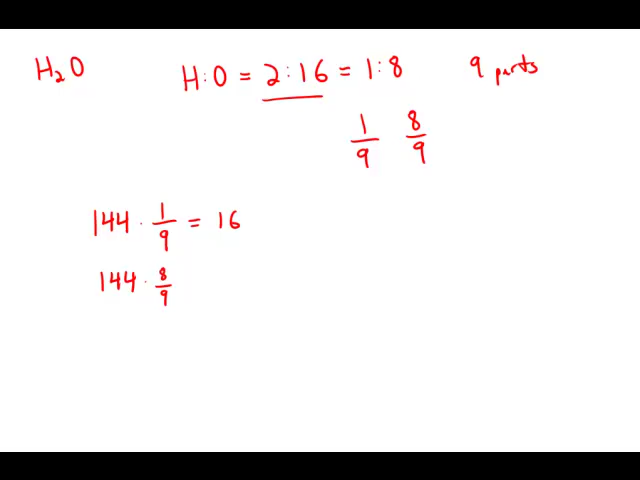 H₂O H:O = 2:16 = 1:8 9 parts
1/9 8/9
144 · 1/9 = 16
144 · 8/9